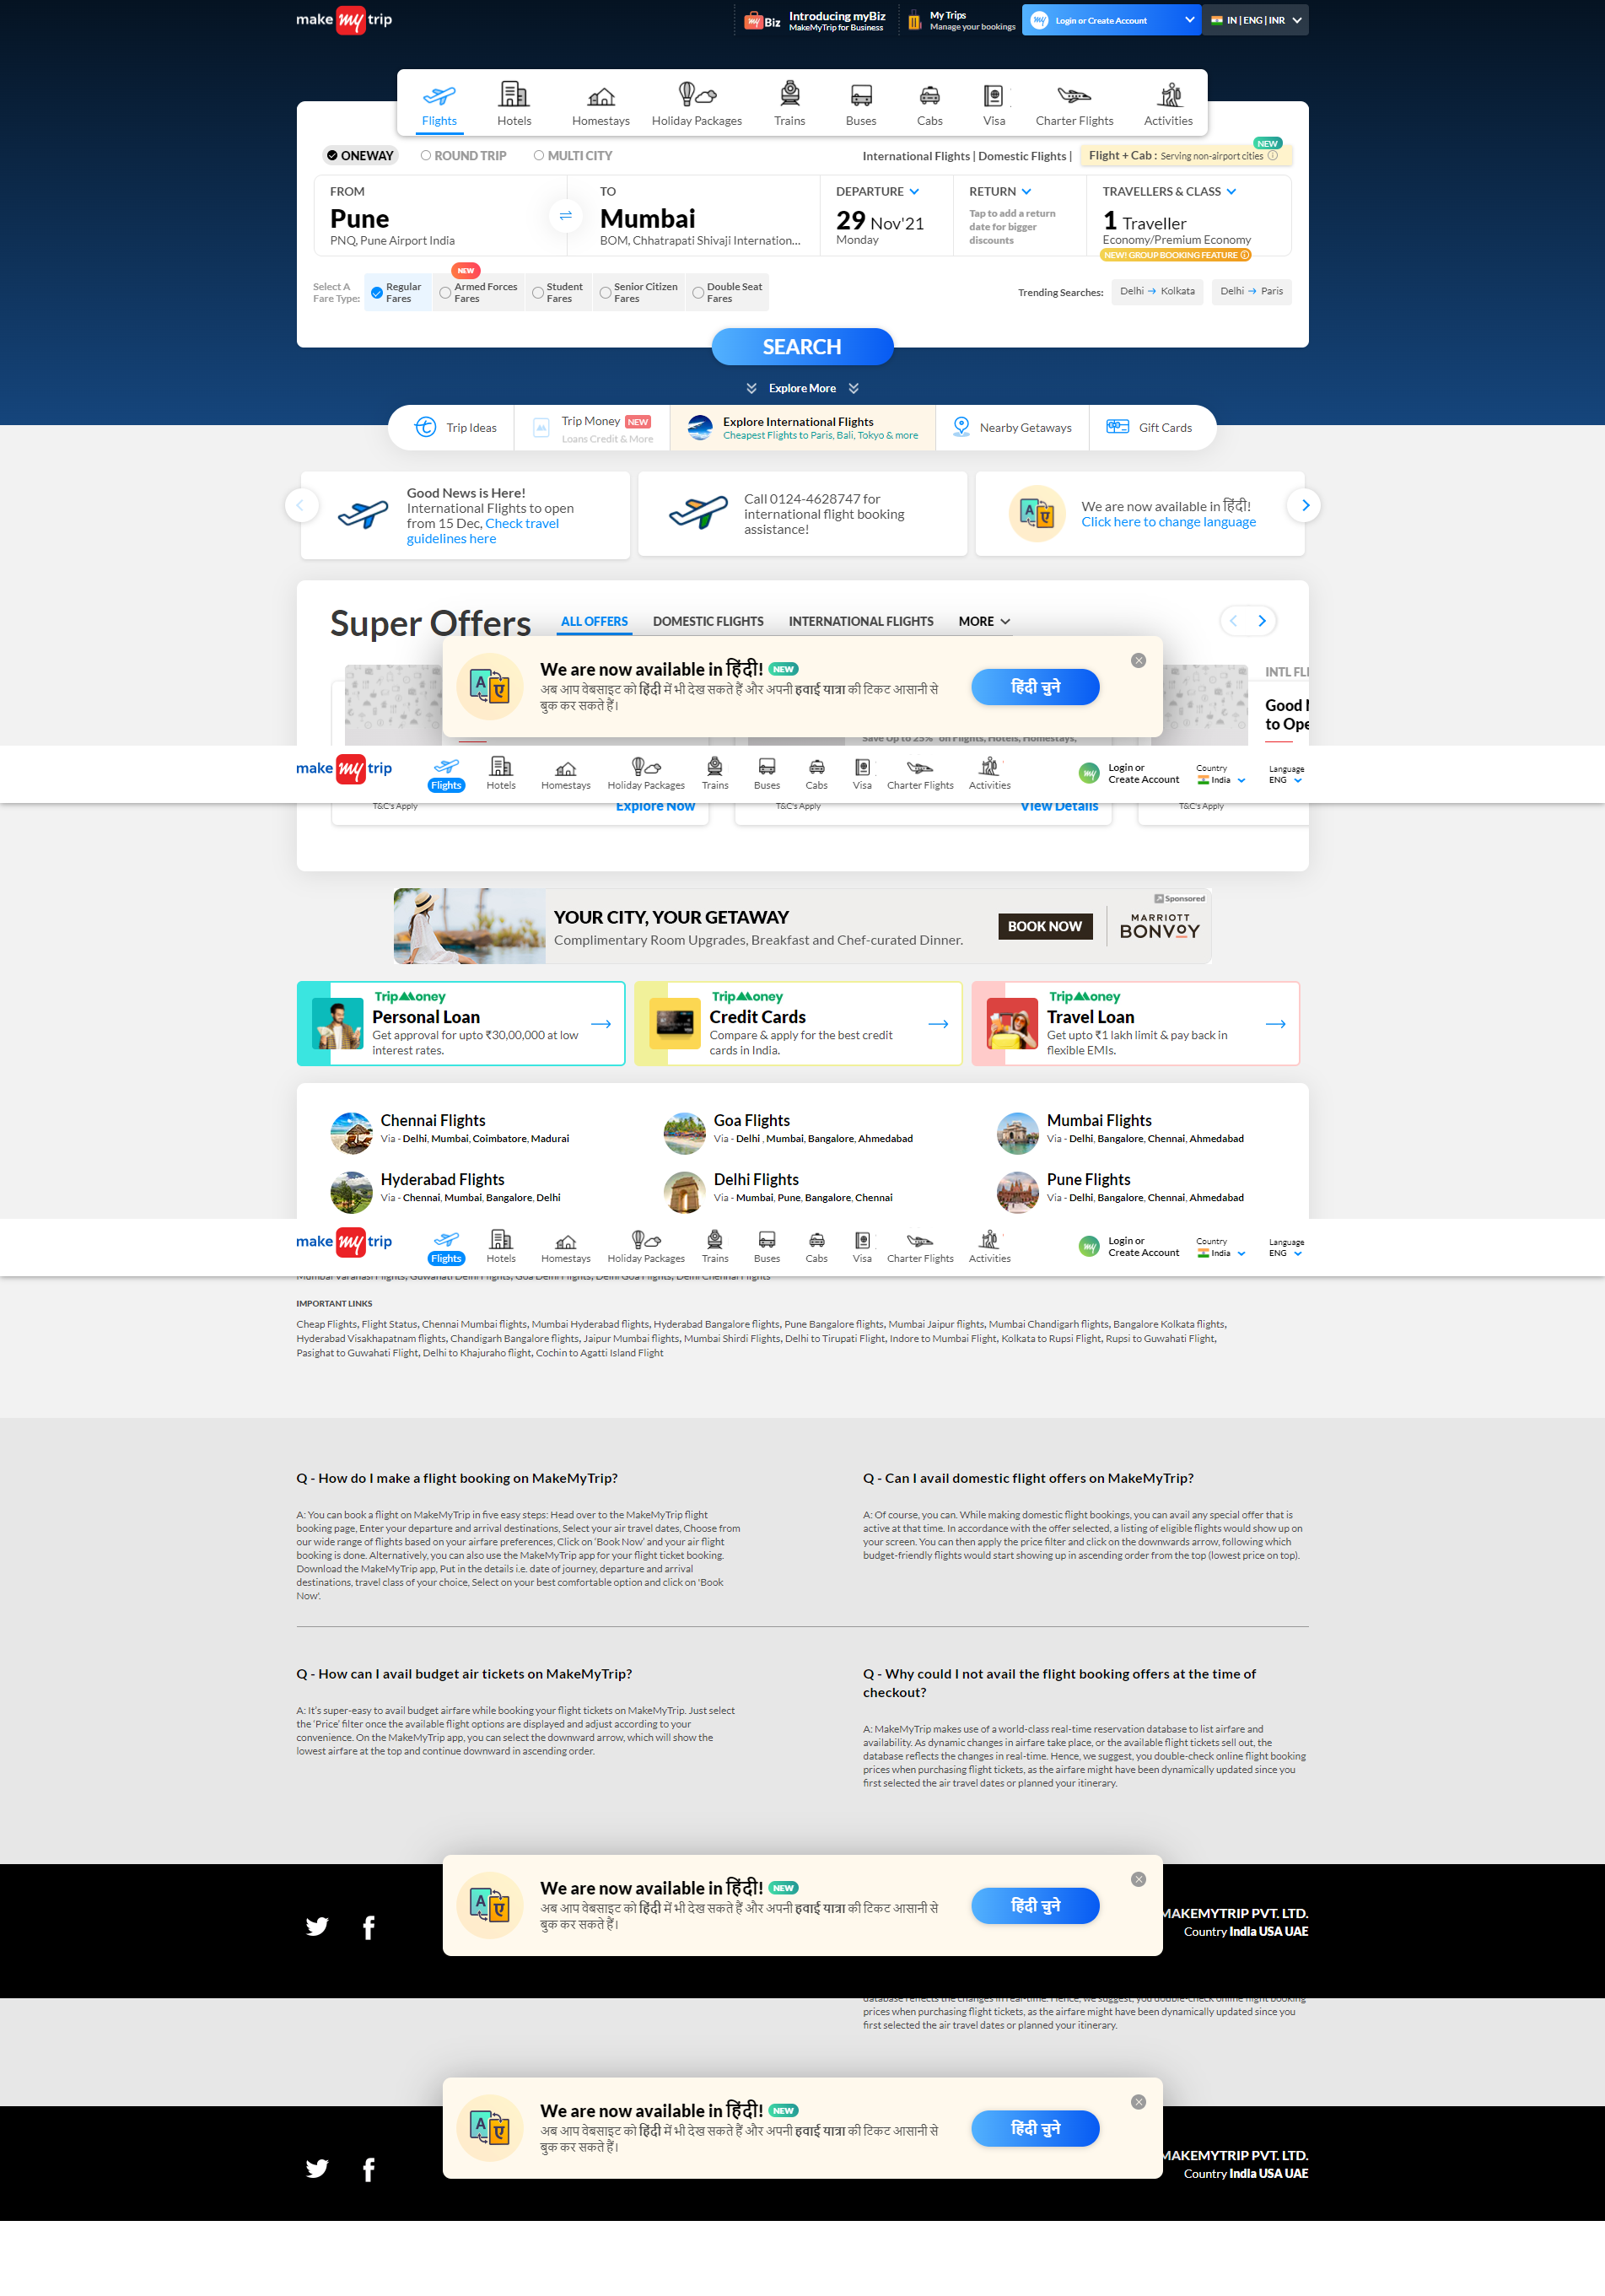 make my trip
my Biz
Introducing myBiz
MakeMyTrip for Business
My Trips
Manage your bookings
my Login or Create Account
IN | ENG | INR
Flights Hotels Homestays Holiday Packages Trains Buses Cabs Visa Charter Flights Activities
ONEWAY ROUND TRIP MULTI CITY
International Flights | Domestic Flights |
NEW
Flight + Cab : Serving non-airport cities
FROM
Pune
PNQ, Pune Airport India
TO
Mumbai
BOM, Chhatrapati Shivaji Internation...
DEPARTURE
29 Nov'21
Monday
RETURN
Tap to add a return
date for bigger
discounts
TRAVELLERS & CLASS
1 Traveller
Economy/Premium Economy
NEW! GROUP BOOKING FEATURE
Select A
Fare Type:
Regular
Fares
NEW
Armed Forces
Fares
Student
Fares
Senior Citizen
Fares
Double Seat
Fares
Trending Searches:
Delhi → Kolkata
Delhi → Paris
SEARCH
Explore More
Trip Ideas
Trip Money NEW
Loans Credit & More
Explore International Flights
Cheapest Flights to Paris, Bali, Tokyo & more
Nearby Getaways
Gift Cards
Good News is Here!
International Flights to open
from 15 Dec, Check travel
guidelines here
Call 0124-4628747 for
international flight booking
assistance!
A ए
We are now available in हिंदी!
Click here to change language
Super Offers
ALL OFFERS DOMESTIC FLIGHTS INTERNATIONAL FLIGHTS MORE
A ए
We are now available in हिंदी! NEW
अब आप वेबसाइट को हिंदी में भी देख सकते हैं और अपनी हवाई यात्रा की टिकट आसानी से
बुक कर सकते हैं।
हिंदी चुने
INTL FLI
Good
to Ope
Save Up to 25% on Flights, Hotels, Homestays,
make my trip
Flights Hotels Homestays Holiday Packages Trains Buses Cabs Visa Charter Flights Activities
my
Login or
Create Account
Country
India
Language
ENG
T&C's Apply
Explore Now
T&C's Apply
View Details
T&C's Apply
YOUR CITY, YOUR GETAWAY
Complimentary Room Upgrades, Breakfast and Chef-curated Dinner.
BOOK NOW
Sponsored
MARRIOTT
BONVOY
TripMoney
Personal Loan
Get approval for upto ₹30,00,000 at low
interest rates.
TripMoney
Credit Cards
Compare & apply for the best credit
cards in India.
TripMoney
Travel Loan
Get upto ₹1 lakh limit & pay back in
flexible EMIs.
Chennai Flights
Via - Delhi, Mumbai, Coimbatore, Madurai
Goa Flights
Via - Delhi , Mumbai, Bangalore, Ahmedabad
Mumbai Flights
Via - Delhi, Bangalore, Chennai, Ahmedabad
Hyderabad Flights
Via - Chennai, Mumbai, Bangalore, Delhi
Delhi Flights
Via - Mumbai, Pune, Bangalore, Chennai
Pune Flights
Via - Delhi, Bangalore, Chennai, Ahmedabad
make my trip
Flights Hotels Homestays Holiday Packages Trains Buses Cabs Visa Charter Flights Activities
my
Login or
Create Account
Country
India
Language
ENG
Mumbai Varanasi Flights, Guwahati Delhi Flights, Goa Delhi Flights, Delhi Goa Flights, Delhi Chennai Flights
IMPORTANT LINKS
Cheap Flights, Flight Status, Chennai Mumbai flights, Mumbai Hyderabad flights, Hyderabad Bangalore flights, Pune Bangalore flights, Mumbai Jaipur flights, Mumbai Chandigarh flights, Bangalore Kolkata flights,
Hyderabad Visakhapatnam flights, Chandigarh Bangalore flights, Jaipur Mumbai flights, Mumbai Shirdi Flights, Delhi to Tirupati Flight, Indore to Mumbai Flight, Kolkata to Rupsi Flight, Rupsi to Guwahati Flight,
Pasighat to Guwahati Flight, Delhi to Khajuraho flight, Cochin to Agatti Island Flight
Q - How do I make a flight booking on MakeMyTrip?
A: You can book a flight on MakeMyTrip in five easy steps: Head over to the MakeMyTrip flight
booking page, Enter your departure and arrival destinations, Select your air travel dates, Choose from
our wide range of flights based on your airfare preferences, Click on 'Book Now' and your air flight
booking is done. Alternatively, you can also use the MakeMyTrip app for your flight ticket booking.
Download the MakeMyTrip app, Put in the details i.e. date of journey, departure and arrival
destinations, travel class of your choice, Select on your best comfortable option and click on 'Book
Now'.
Q - Can I avail domestic flight offers on MakeMyTrip?
A: Of course, you can. While making domestic flight bookings, you can avail any special offer that is
active at that time. In accordance with the offer selected, a listing of eligible flights would show up on
your screen. You can then apply the price filter and click on the downwards arrow, following which
budget-friendly flights would start showing up in ascending order from the top (lowest price on top).
Q - How can I avail budget air tickets on MakeMyTrip?
A: It's super-easy to avail budget airfare while booking your flight tickets on MakeMyTrip. Just select
the 'Price' filter once the available flight options are displayed and adjust according to your
convenience. On the MakeMyTrip app, you can select the downward arrow, which will show the
lowest airfare at the top and continue downward in ascending order.
Q - Why could I not avail the flight booking offers at the time of
checkout?
A: MakeMyTrip makes use of a world-class real-time reservation database to list airfare and
availability. As dynamic changes in airfare take place, or the available flight tickets sell out, the
database reflects the changes in real-time. Hence, we suggest, you double-check online flight booking
prices when purchasing flight tickets, as the airfare might have been dynamically updated since you
first selected the air travel dates or planned your itinerary.
A ए
We are now available in हिंदी! NEW
अब आप वेबसाइट को हिंदी में भी देख सकते हैं और अपनी हवाई यात्रा की टिकट आसानी से
बुक कर सकते हैं।
हिंदी चुने
MAKEMYTRIP PVT. LTD.
Country India USA UAE
database reflects the changes in real-time. Hence, we suggest, you double-check online flight booking
prices when purchasing flight tickets, as the airfare might have been dynamically updated since you
first selected the air travel dates or planned your itinerary.
A ए
We are now available in हिंदी! NEW
अब आप वेबसाइट को हिंदी में भी देख सकते हैं और अपनी हवाई यात्रा की टिकट आसानी से
बुक कर सकते हैं।
हिंदी चुने
MAKEMYTRIP PVT. LTD.
Country India USA UAE